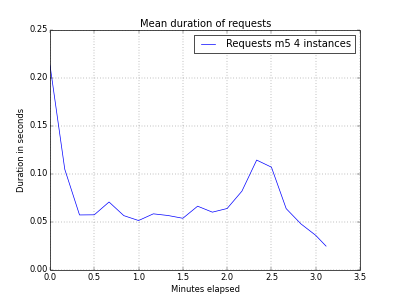 Mean duration of requests
Requests m5 4 instances
Duration in seconds
0.25
0.20
0.15
0.10
0.05
0.00
0.0 0.5 1.0 1.5 2.0 2.5 3.0 3.5
Minutes elapsed